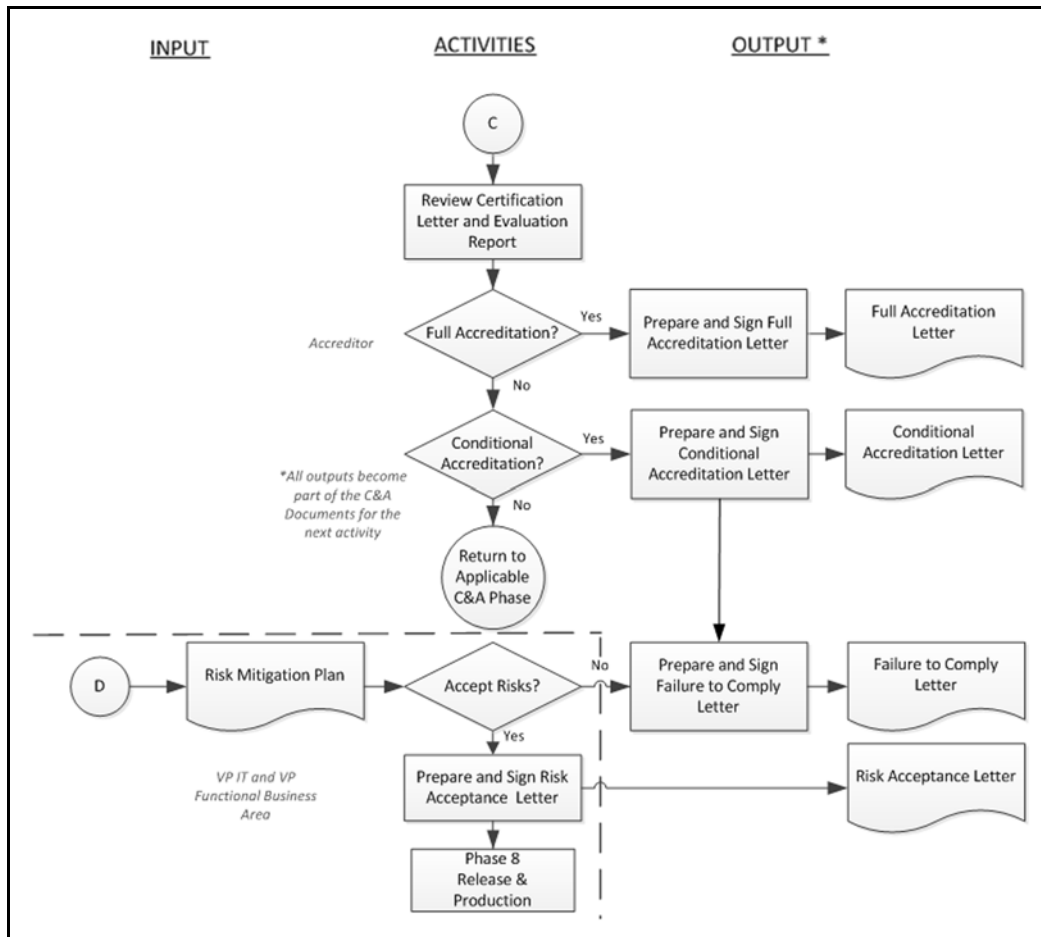 INPUT
ACTIVITIES
OUTPUT *
C
Review Certification
Letter and Evaluation
Report
Full Accreditation?
Yes
Prepare and Sign Full
Accreditation Letter
Full Accreditation
Letter
Accreditor
No
Conditional
Accreditation?
Yes
Prepare and Sign
Conditional
Accreditation Letter
Conditional
Accreditation Letter
*All outputs become
part of the C&A
Documents for the
next activity
No
Return to
Applicable
C&A Phase
D
Risk Mitigation Plan
Accept Risks?
No
Prepare and Sign
Failure to Comply
Letter
Failure to Comply
Letter
Yes
VP IT and VP
Functional Business
Area
Prepare and Sign Risk
Acceptance Letter
Risk Acceptance Letter
Phase 8
Release &
Production